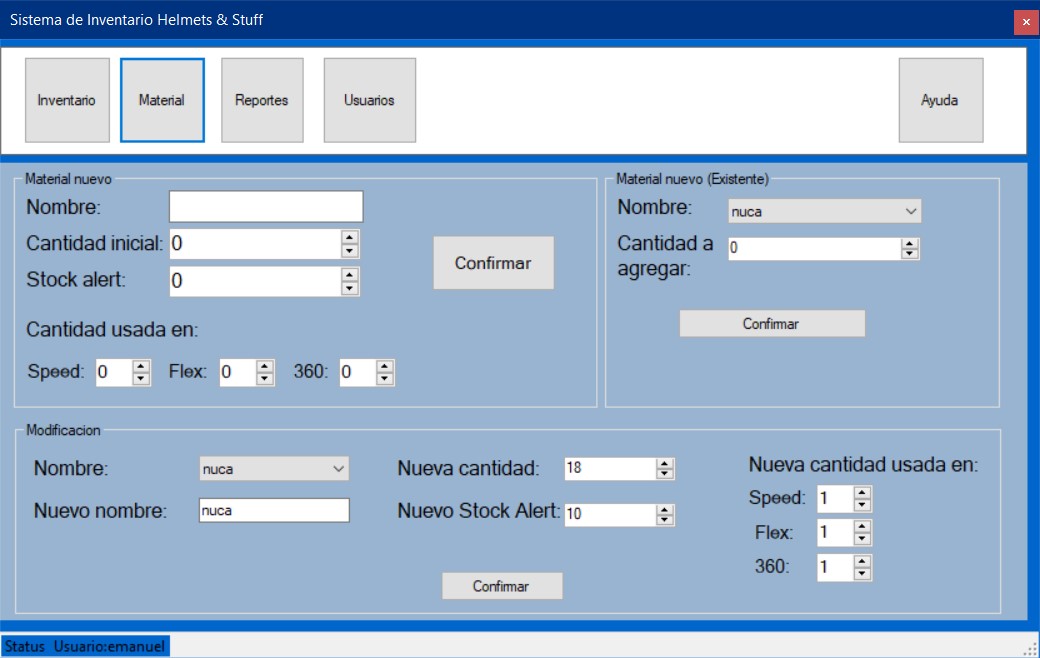 Sistema de Inventario Helmets & Stuff
Inventario Material Reportes Usuarios Ayuda
Material nuevo
Nombre:
Cantidad inicial: 0
Stock alert: 0
Confirmar
Cantidad usada en:
Speed: 0 Flex: 0 360: 0
Material nuevo (Existente)
Nombre: nuca
Cantidad a
agregar: 0
Confirmar
Modificacion
Nombre: nuca
Nuevo nombre: nuca
Nueva cantidad: 18
Nuevo Stock Alert: 10
Nueva cantidad usada en:
Speed: 1
Flex: 1
360: 1
Confirmar
Status Usuario:emanuel